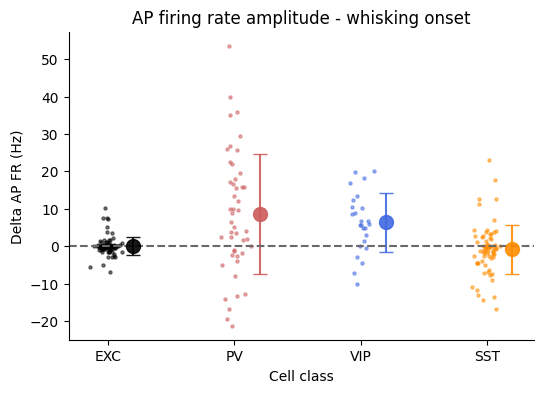 AP firing rate amplitude - whisking onset
Delta AP FR (Hz)
50
40
30
20
10
0
−10
−20
EXC PV VIP SST
Cell class